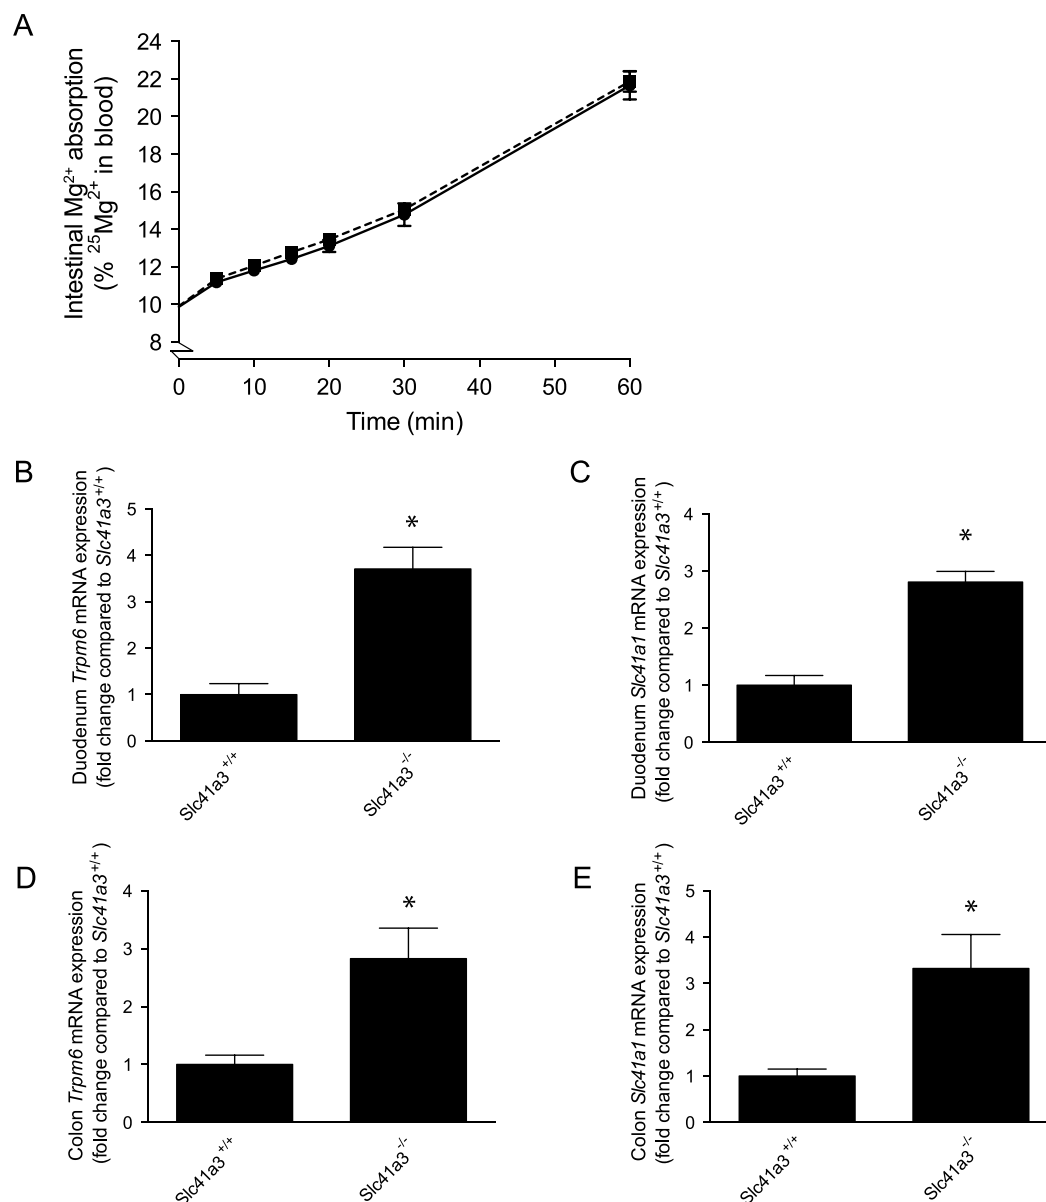 A
Intestinal Mg2+ absorption
(% 25Mg2+ in blood)
24
22
20
18
16
14
12
10
8
0 10 20 30 40 50 60
Time (min)
B
Duodenum Trpm6 mRNA expression
(fold change compared to Slc41a3+/+)
5
4
3
2
1
0
*
Slc41a3+/+
Slc41a3-/-
C
Duodenum Slc41a1 mRNA expression
(fold change compared to Slc41a3+/+)
4
3
2
1
0
*
Slc41a3+/+
Slc41a3-/-
D
Colon Trpm6 mRNA expression
(fold change compared to Slc41a3+/+)
4
3
2
1
0
*
Slc41a3+/+
Slc41a3-/-
E
Colon Slc41a1 mRNA expression
(fold change compared to Slc41a3+/+)
5
4
3
2
1
0
*
Slc41a3+/+
Slc41a3-/-